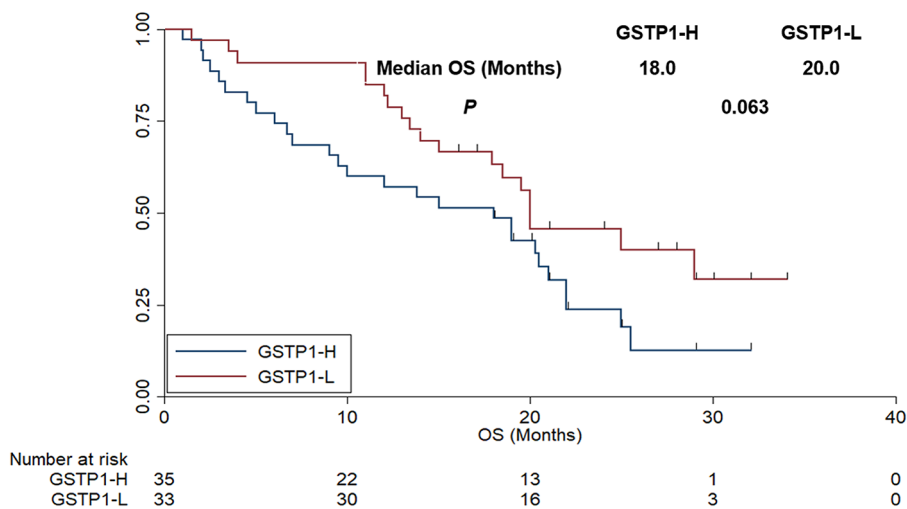 GSTP1-H GSTP1-L
Median OS (Months) 18.0 20.0
P 0.063
1.00
0.75
0.50
0.25
0.00
GSTP1-H
GSTP1-L
0 10 20 30 40
OS (Months)
Number at risk
GSTP1-H 35 22 13 1 0
GSTP1-L 33 30 16 3 0